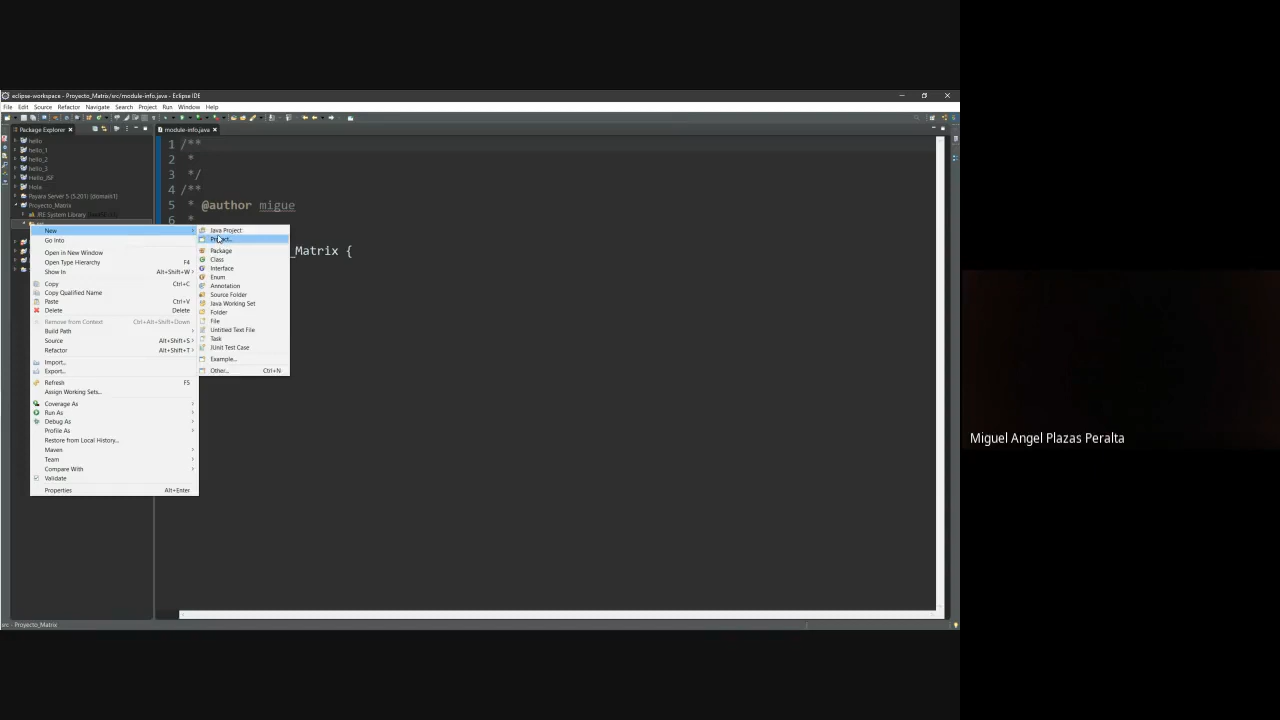 eclipse-workspace - Proyecto_Matrix/src/module-info.java - Eclipse IDE
File Edit Source Refactor Navigate Search Project Run Window Help
Package Explorer
module-info.java
hello
hello_1
hello_2
hello_3
Hello_JSF
Hola
Payara Server 5 (5.201) [domain1]
Proyecto_Matrix
JRE System Library
1 /**
2 *
3 */
4 /**
5 * @author migue
6 *
_Matrix {
New
Go Into
Open in New Window
Open Type Hierarchy F4
Show In Alt+Shift+W
Copy Ctrl+C
Copy Qualified Name
Paste Ctrl+V
Delete Delete
Remove from Context Ctrl+Alt+Shift+Down
Build Path
Source Alt+Shift+S
Refactor Alt+Shift+T
Import...
Export...
Refresh F5
Assign Working Sets...
Coverage As
Run As
Debug As
Profile As
Restore from Local History...
Maven
Team
Compare With
Validate
Properties Alt+Enter
Java Project
Project...
Package
Class
Interface
Enum
Annotation
Source Folder
Java Working Set
Folder
File
Untitled Text File
Task
JUnit Test Case
Example...
Other... Ctrl+N
src - Proyecto_Matrix
Miguel Angel Plazas Peralta